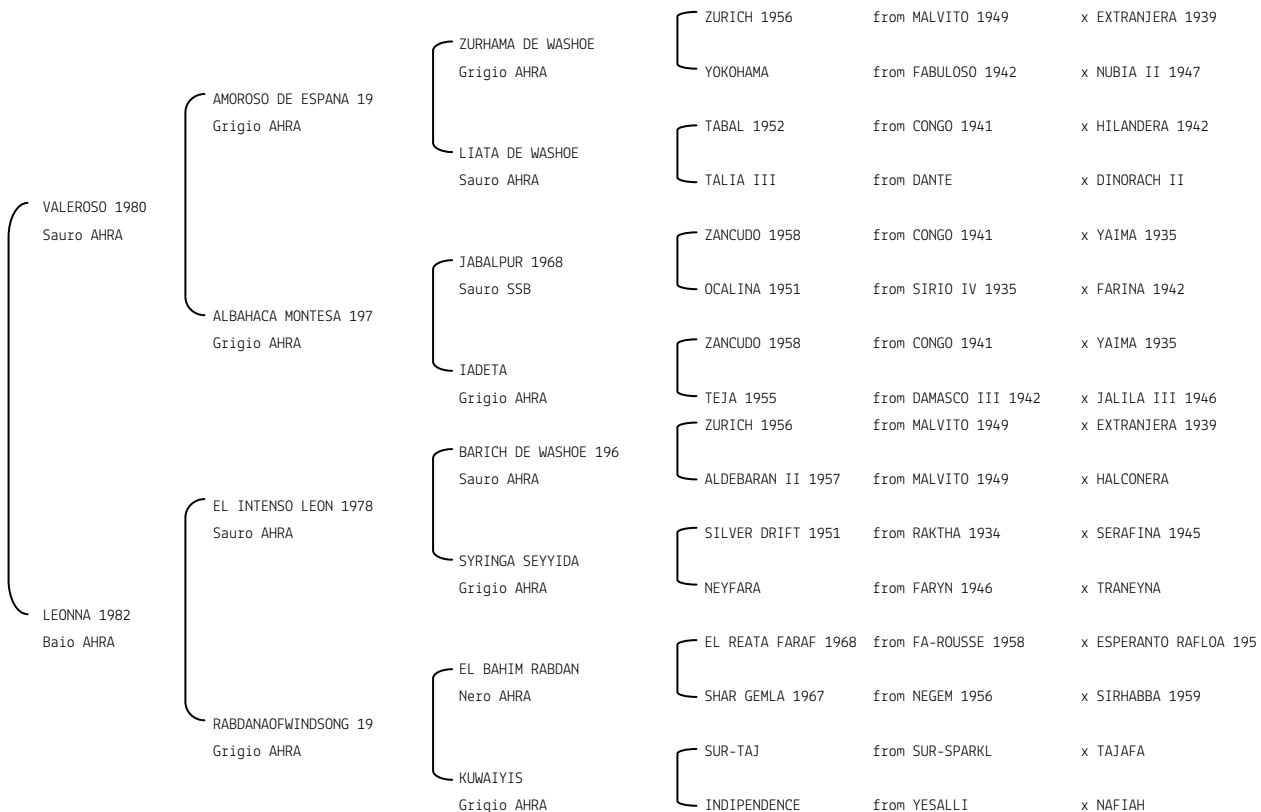 ZURICH 1956 from MALVITO 1949 x EXTRANJERA 1939
ZURHAMA DE WASHOE
Grigio AHRA YOKOHAMA from FABULOSO 1942 x NUBIA II 1947
AMOROSO DE ESPANA 19
Grigio AHRA TABAL 1952 from CONGO 1941 x HILANDERA 1942
LIATA DE WASHOE
Sauro AHRA TALIA III from DANTE x DINORACH II
VALEROSO 1980
Sauro AHRA ZANCUDO 1958 from CONGO 1941 x YAIMA 1935
JABALPUR 1968
Sauro SSB OCALINA 1951 from SIRIO IV 1935 x FARINA 1942
ALBAHACA MONTESA 197
Grigio AHRA ZANCUDO 1958 from CONGO 1941 x YAIMA 1935
IADETA
Grigio AHRA TEJA 1955 from DAMASCO III 1942 x JALILA III 1946
ZURICH 1956 from MALVITO 1949 x EXTRANJERA 1939
BARICH DE WASHOE 196
Sauro AHRA ALDEBARAN II 1957 from MALVITO 1949 x HALCONERA
EL INTENSO LEON 1978
Sauro AHRA SILVER DRIFT 1951 from RAKTHA 1934 x SERAFINA 1945
SYRINGA SEYYIDA
Grigio AHRA NEYFARA from FARYN 1946 x TRANEYNA
LEONNA 1982
Baio AHRA EL REATA FARAF 1968 from FA-ROUSSE 1958 x ESPERANTO RAFLOA 195
EL BAHIM RABDAN
Nero AHRA SHAR GEMLA 1967 from NEGEM 1956 x SIRHABBA 1959
RABDANAOFWINDSONG 19
Grigio AHRA SUR-TAJ from SUR-SPARKL x TAJAFA
KUWAIYIS
Grigio AHRA INDIPENDENCE from YESALLI x NAFIAH